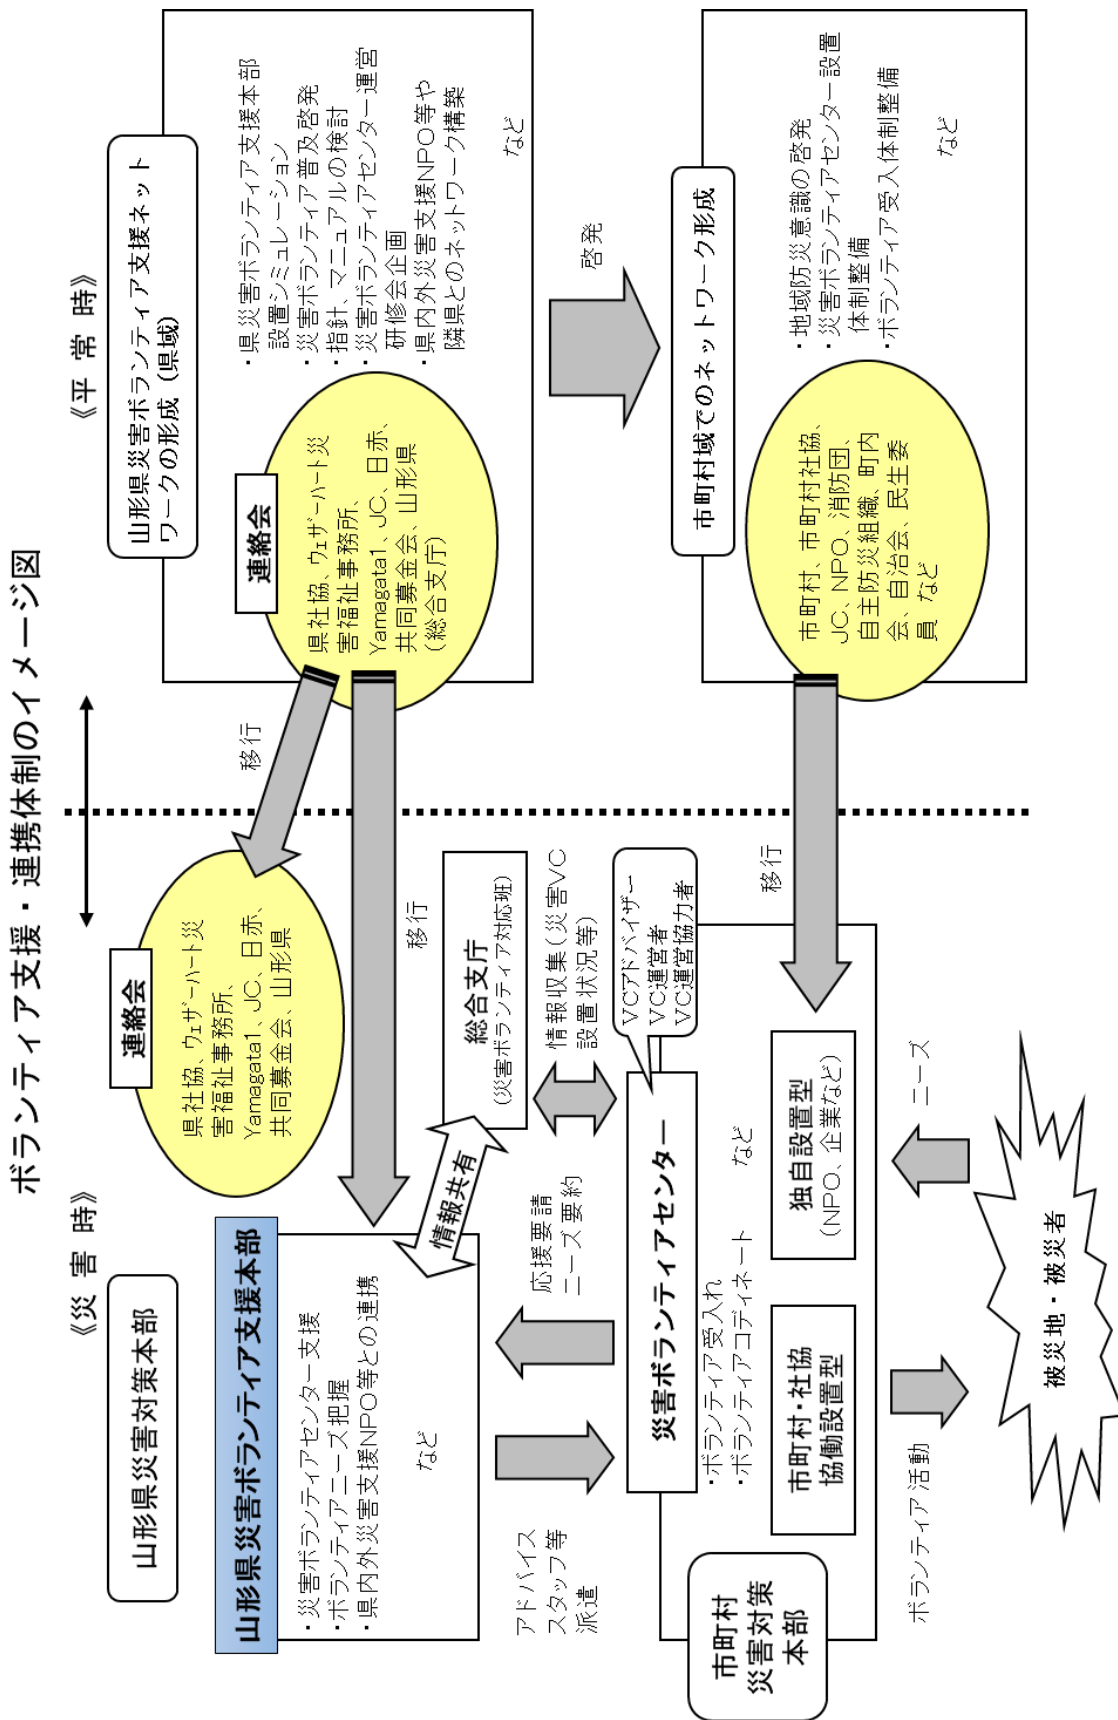 ボランティア支援・連携体制のイメージ図
《災 害 時》
《平 常 時》
山形県災害対策本部
山形県災害ボランティア支援本部
・災害ボランティアセンター支援
・ボランティアニーズ把握
・県内外災害支援NPO等との連携
など
連絡会
県社協、ウェザーハート災
害福祉事務所、
Yamagata1、JC、日赤、
共同募金会、山形県
移行
移行
情報共有
総合支庁
(災害ボランティア対応班)
情報収集(災害VC
設置状況等)
アドバイス
スタッフ等
派遣
応援要請
ニーズ要約
市町村
災害対策
本部
災害ボランティアセンター
VCアドバイザー
VC運営者
VC運営協力者
・ボランティア受入れ
・ボランティアコディネート　など
市町村・社協
協働設置型
独自設置型
(NPO、企業など)
移行
ボランティア活動
ニーズ
被災地・被災者
山形県災害ボランティア支援ネット
ワークの形成(県域)
連絡会
県社協、ウェザーハート災
害福祉事務所、
Yamagata1、JC、日赤、
共同募金会、山形県
(総合支庁)
・県災害ボランティア支援本部
設置シミュレーション
・災害ボランティア普及啓発
・指針、マニュアルの検討
・災害ボランティアセンター運営
研修会企画
・県内外災害支援NPO等や
隣県とのネットワーク構築
など
啓発
市町村域でのネットワーク形成
市町村、市町村社協、
JC、NPO、消防団、
自主防災組織、町内
会、自治会、民生委
員 など
・地域防災意識の啓発
・災害ボランティアセンター設置
体制整備
・ボランティア受入体制整備
など